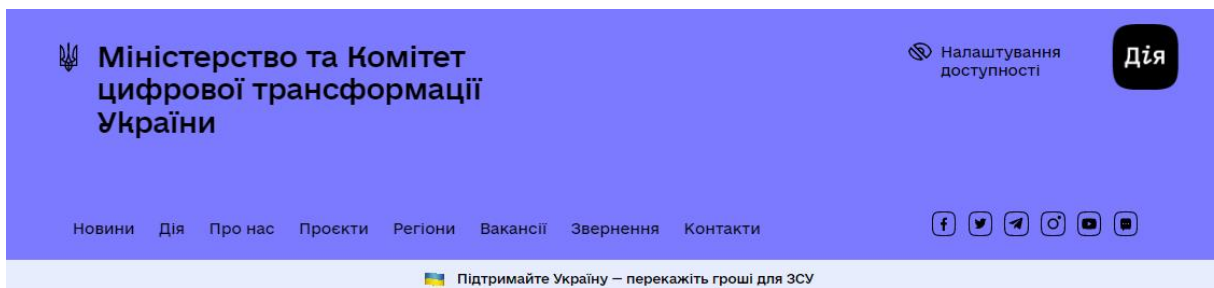 Міністерство та Комітет
цифрової трансформації
України
Налаштування
доступності
Дія
Новини Дія Про нас Проєкти Регіони Вакансії Звернення Контакти
Підтримайте Україну — перекажіть гроші для ЗСУ